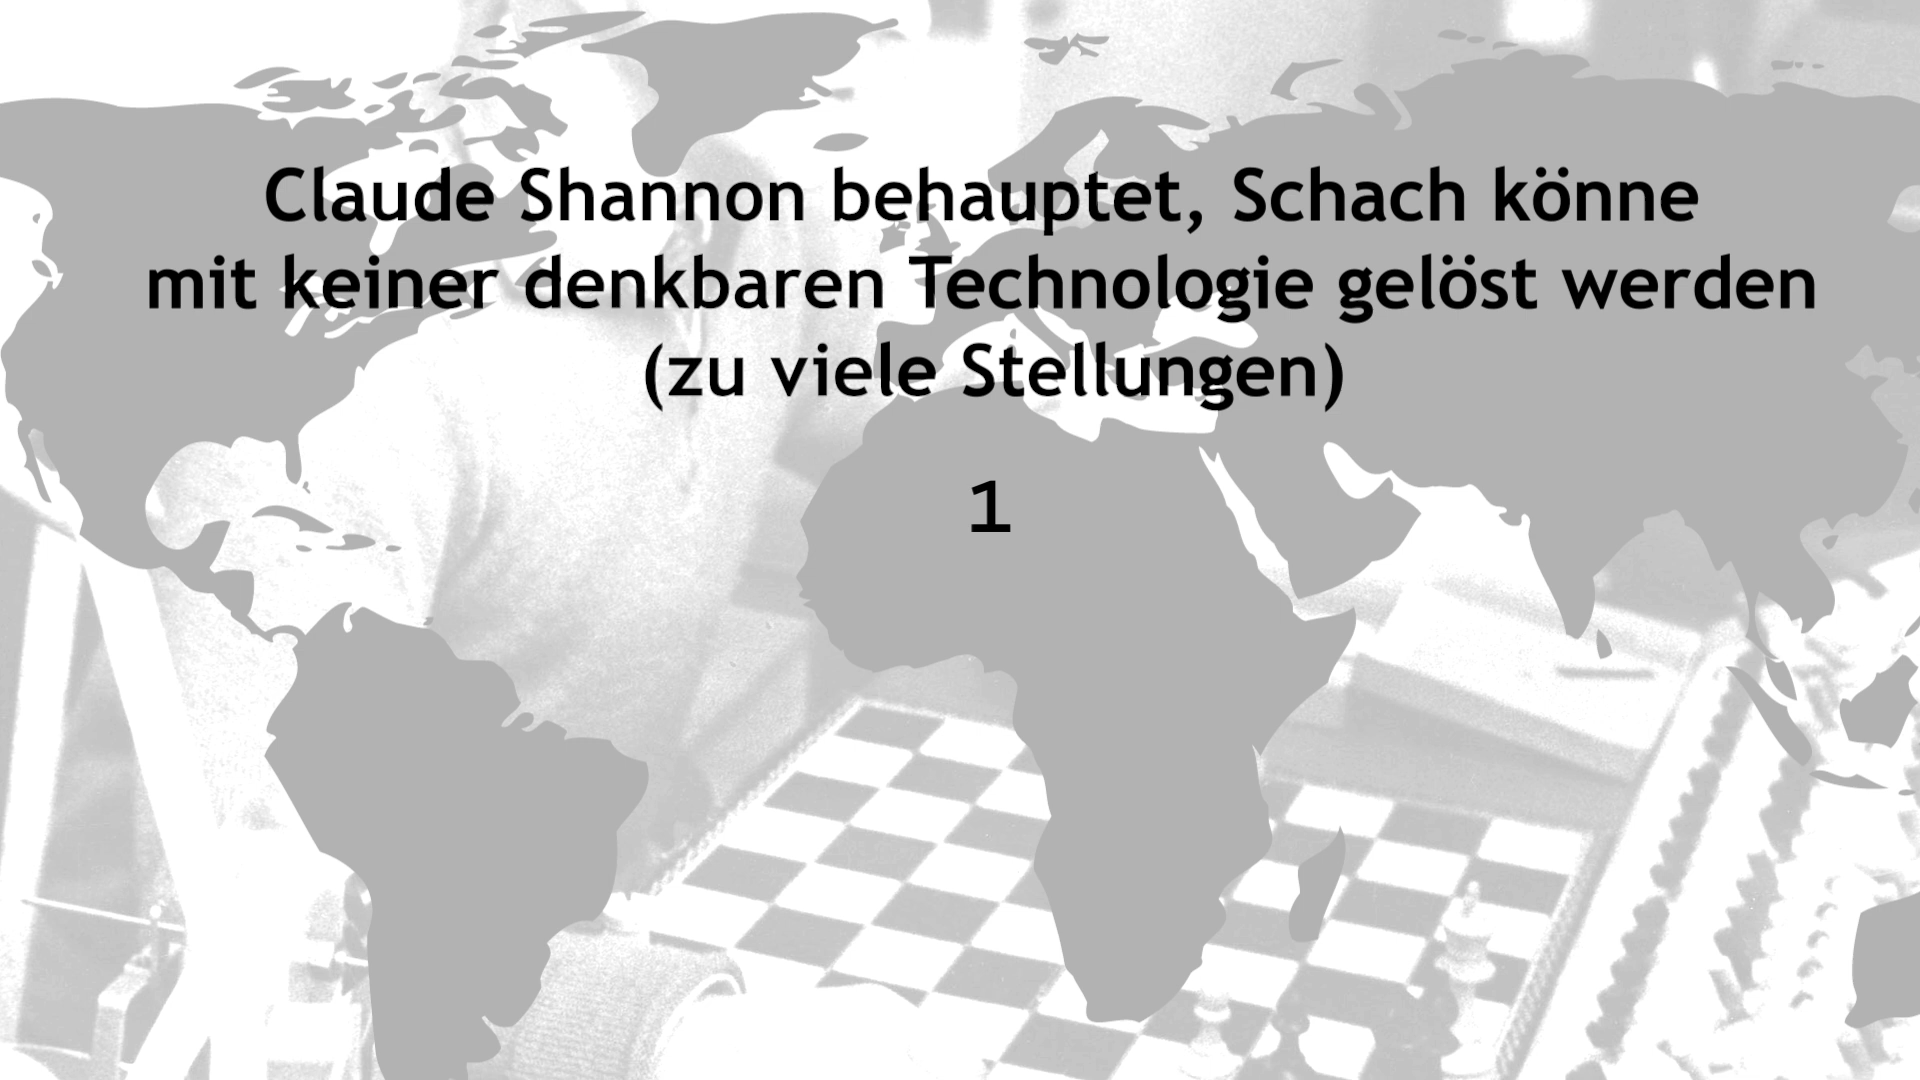 Claude Shannon behauptet, Schach könne
mit keiner denkbaren Technologie gelöst werden
(zu viele Stellungen)
1